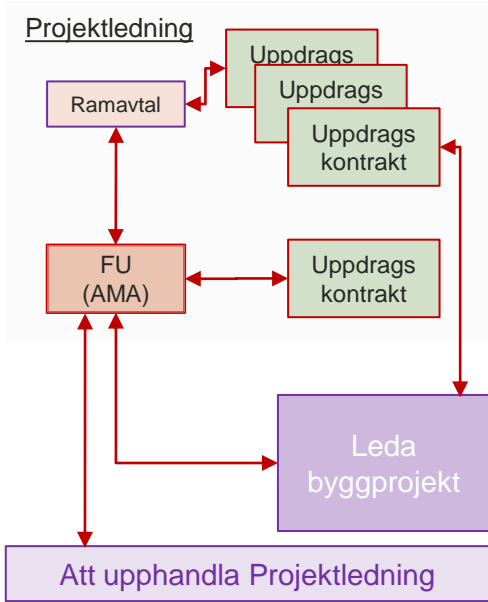 Projektledning
Uppdrags
Ramavtal
Uppdrags
Uppdrags
kontrakt
FU
(AMA)
Uppdrags
kontrakt
Leda
byggprojekt
Att upphandla Projektledning